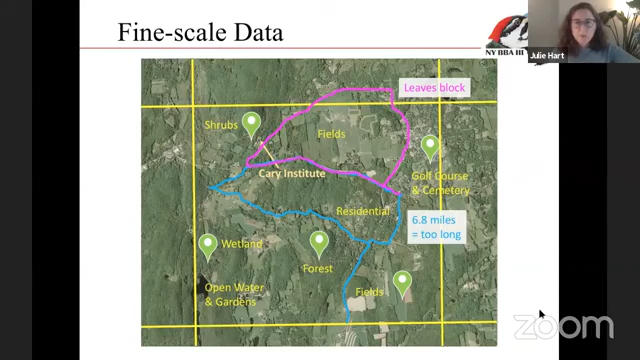 Fine-scale Data
NY BBA III
Julie Hart
Leaves block
Shrubs
Fields
Cary Institute
Golf Course
& Cemetery
Residential
6.8 miles
= too long
Wetland
Forest
Open Water
& Gardens
Fields
zoom